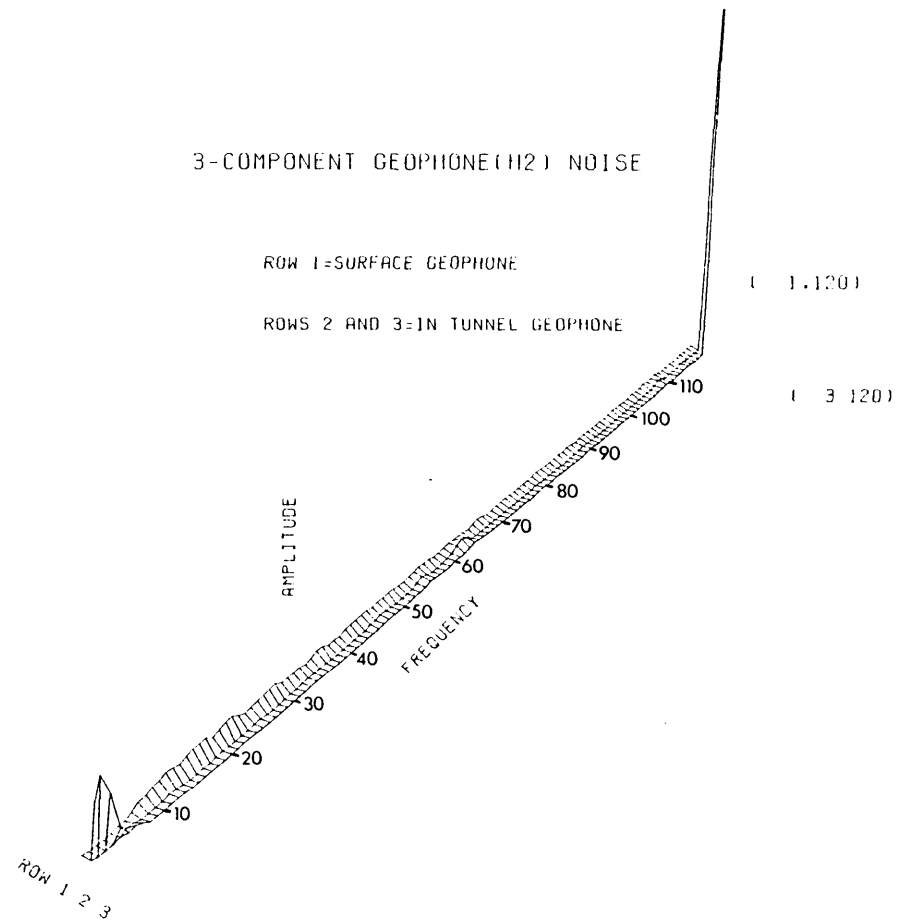 3-COMPONENT GEOPHONE(H2) NOISE
ROW 1=SURFACE GEOPHONE
( 1.120)
ROWS 2 AND 3=IN TUNNEL GEOPHONE
( 3 120)
110
100
90
80
70
60
50
40
30
20
10
AMPLITUDE
FREQUENCY
ROW 1 2 3